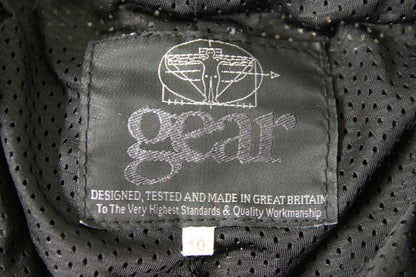 gear
DESIGNED, TESTED AND MADE IN GREAT BRITAIN
To The Very Highest Standards & Quality Workmanship
10